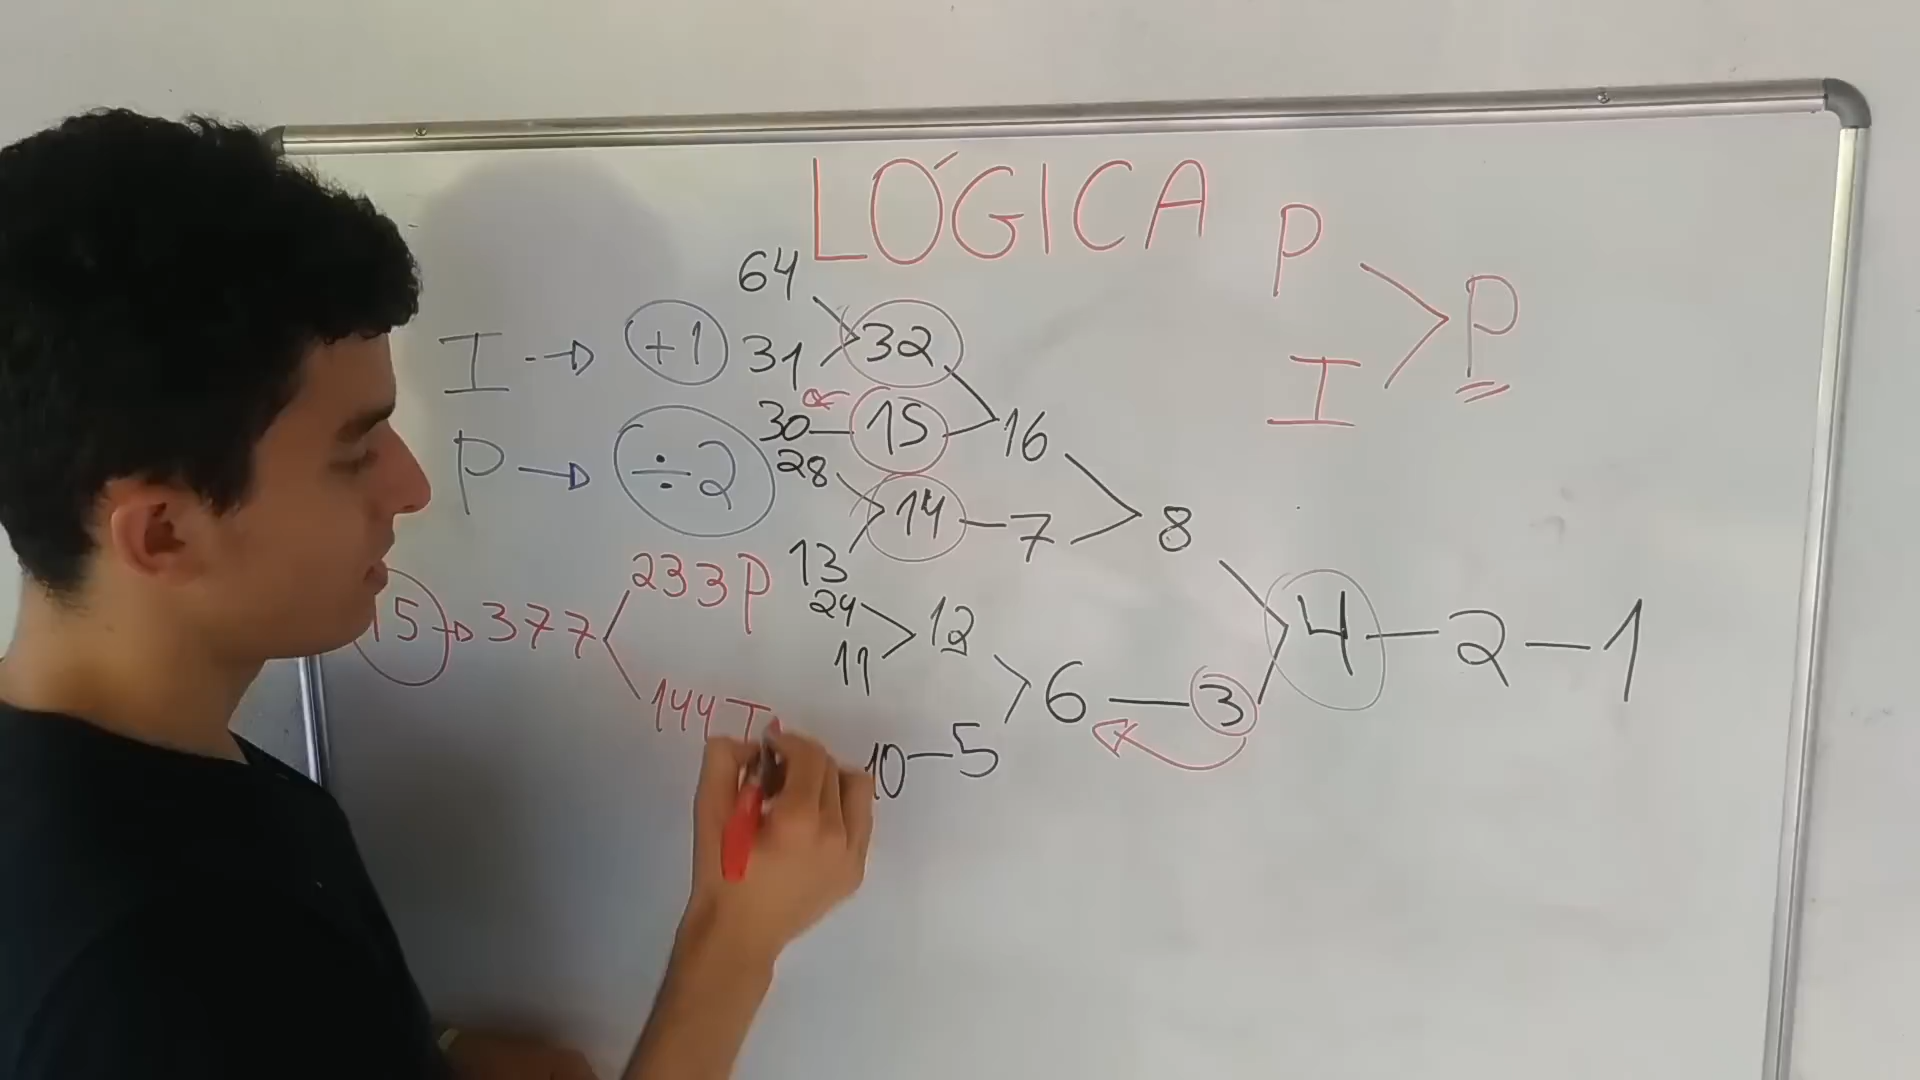 LÓGICA
P
I > P
I → +1
P → ÷2
64
31 > 32
30 — 15 > 16
28
13 > 14 — 7 > 8
24
11 > 12
10 — 5 > 6 — 3 > 4 — 2 — 1
15 → 377 < 233 P
144 I